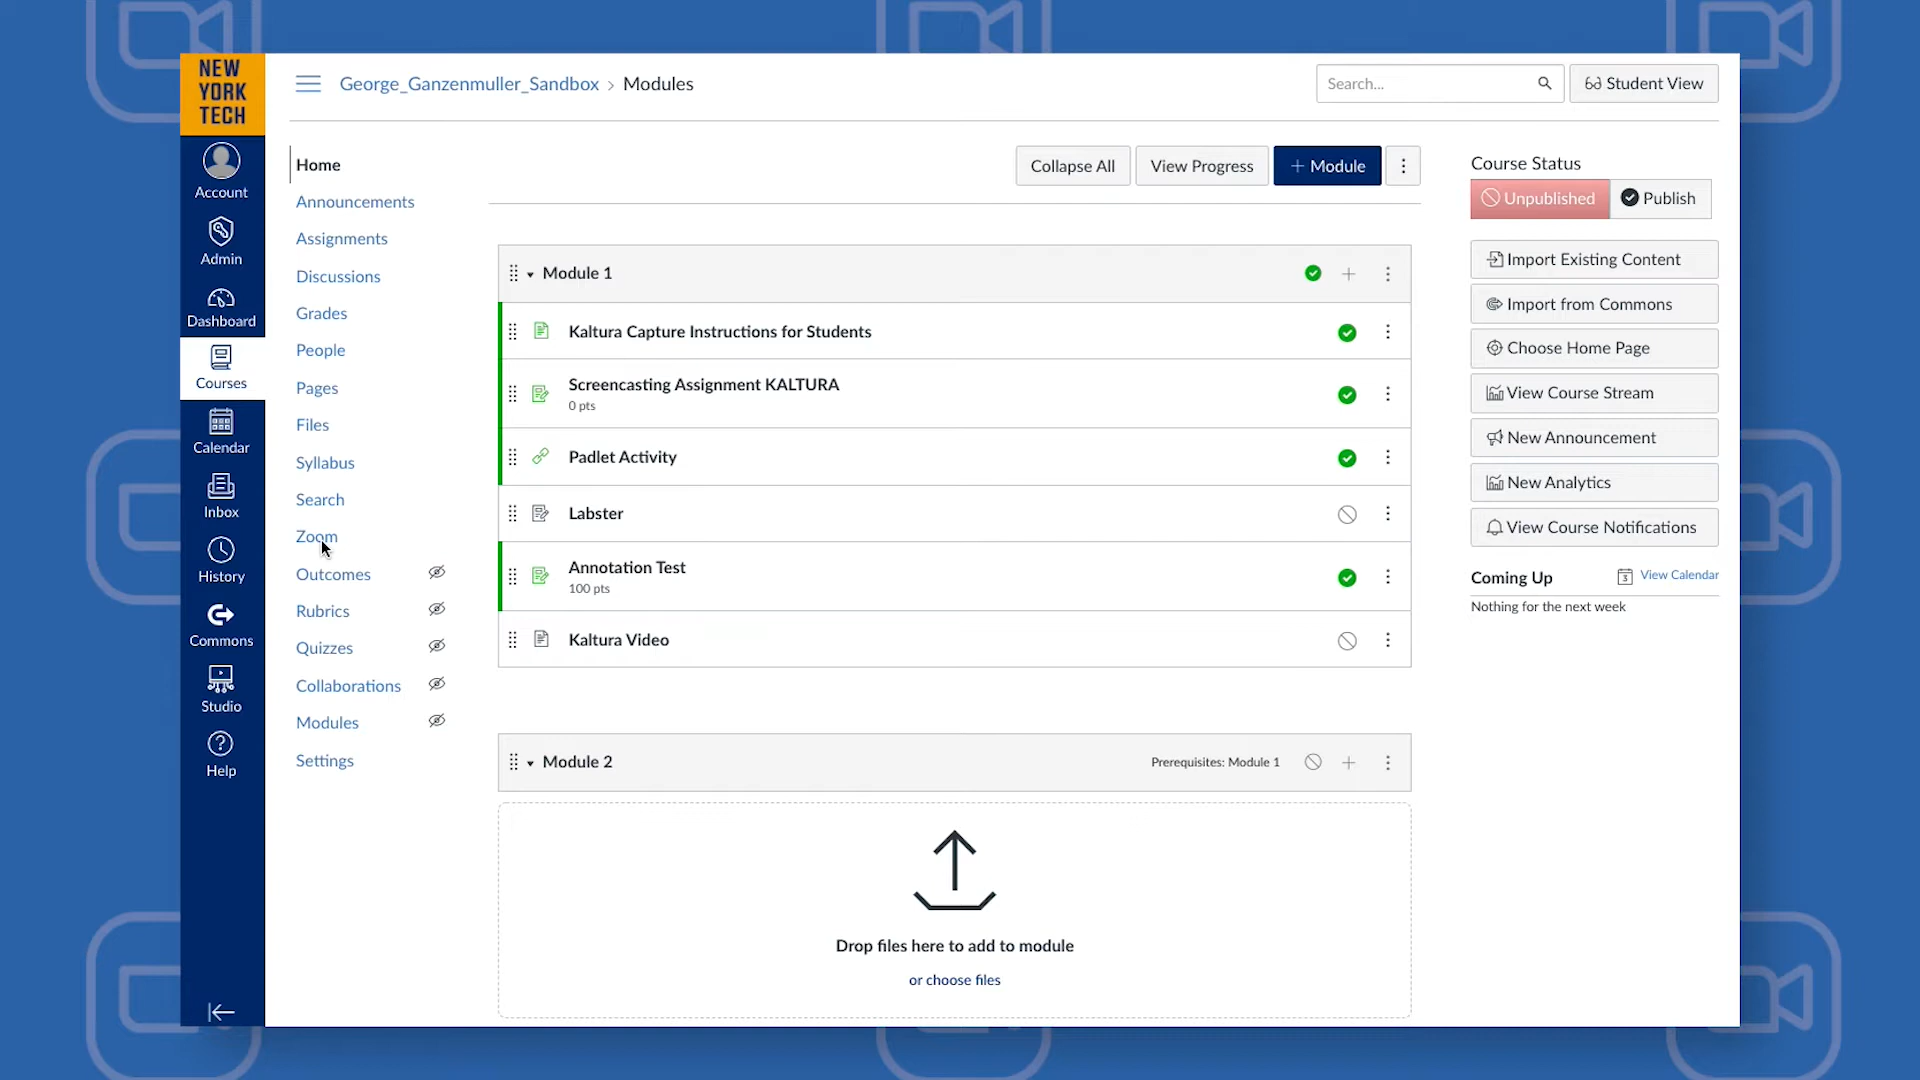 NEW
YORK
TECH
George_Ganzenmuller_Sandbox › Modules
Search...
Student View
Account
Admin
Dashboard
Courses
Calendar
Inbox
History
Commons
Studio
Help
Home
Announcements
Assignments
Discussions
Grades
People
Pages
Files
Syllabus
Search
Zoom
Outcomes
Rubrics
Quizzes
Collaborations
Modules
Settings
Collapse All
View Progress
+ Module
Module 1
Kaltura Capture Instructions for Students
Screencasting Assignment KALTURA
0 pts
Padlet Activity
Labster
Annotation Test
100 pts
Kaltura Video
Module 2
Prerequisites: Module 1
Drop files here to add to module
or choose files
Course Status
Unpublished
Publish
Import Existing Content
Import from Commons
Choose Home Page
View Course Stream
New Announcement
New Analytics
View Course Notifications
Coming Up
3
View Calendar
Nothing for the next week